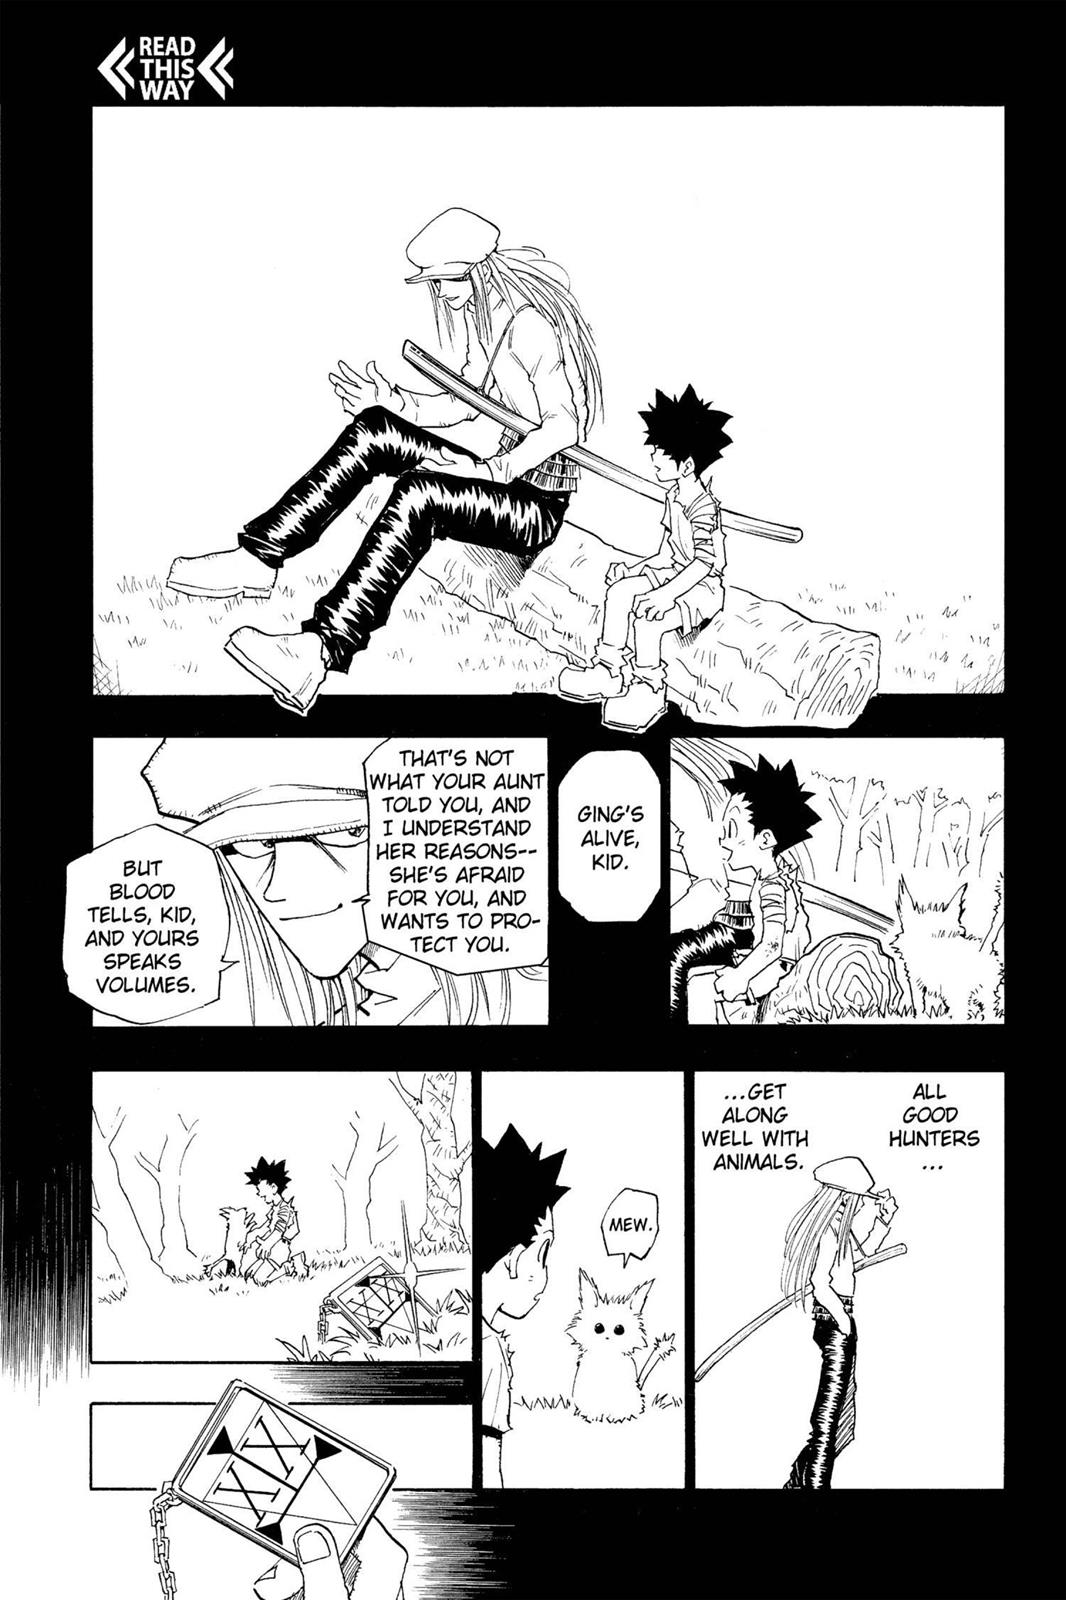 READ
THIS
WAY
GING'S
ALIVE,
KID.
THAT'S NOT
WHAT YOUR AUNT
TOLD YOU, AND
I UNDERSTAND
HER REASONS--
SHE'S AFRAID
FOR YOU, AND
WANTS TO PRO-
TECT YOU.
BUT
BLOOD
TELLS, KID,
AND YOURS
SPEAKS
VOLUMES.
ALL
GOOD
HUNTERS
...
...GET
ALONG
WELL WITH
ANIMALS.
MEW.